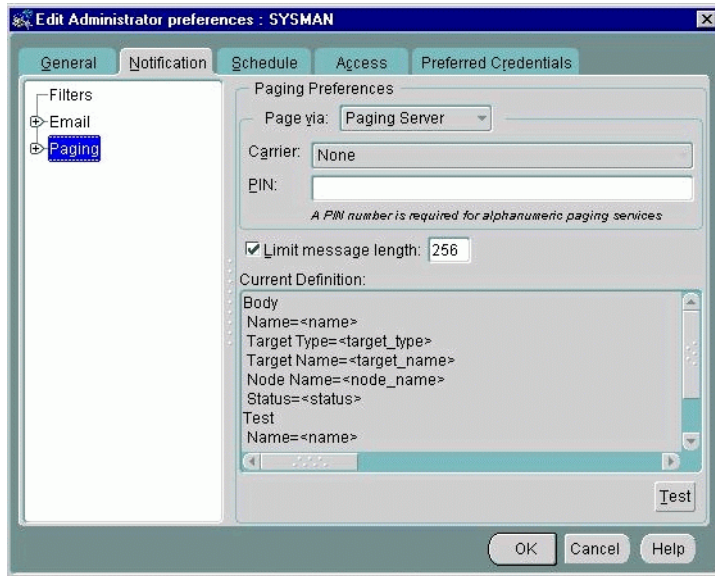 Edit Administrator preferences : SYSMAN
General Notification Schedule Access Preferred Credentials
Filters
Email
Paging
Paging Preferences
Page via: Paging Server
Carrier: None
PIN:
A PIN number is required for alphanumeric paging services
Limit message length: 256
Current Definition:
Body
Name=<name>
Target Type=<target_type>
Target Name=<target_name>
Node Name=<node_name>
Status=<status>
Test
Name=<name>
Test
OK Cancel Help